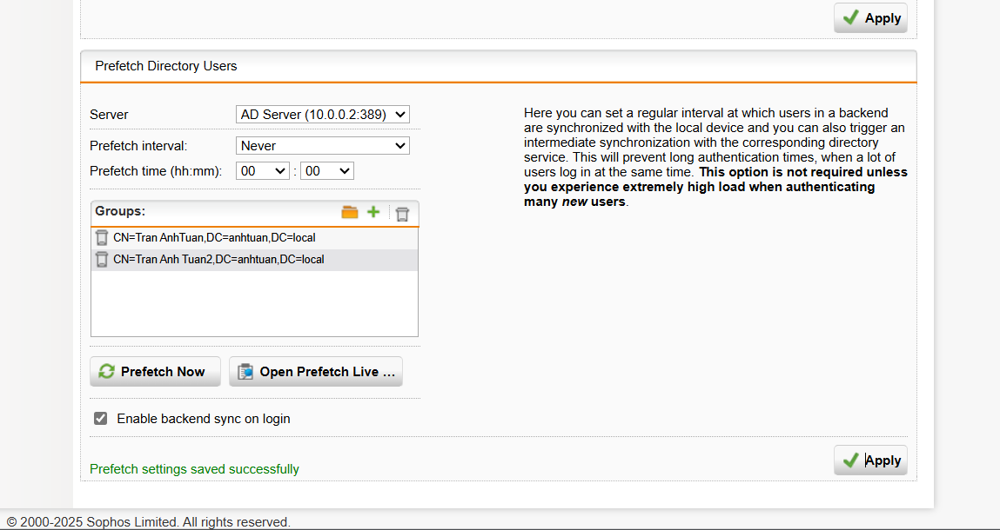 Apply
Prefetch Directory Users
Server
AD Server (10.0.0.2:389)
Prefetch interval:
Never
Prefetch time (hh:mm):
00 : 00
Groups:
CN=Tran AnhTuan,DC=anhtuan,DC=local
CN=Tran Anh Tuan2,DC=anhtuan,DC=local
Prefetch Now
Open Prefetch Live ...
Enable backend sync on login
Here you can set a regular interval at which users in a backend
are synchronized with the local device and you can also trigger an
intermediate synchronization with the corresponding directory
service. This will prevent long authentication times, when a lot of
users log in at the same time. This option is not required unless
you experience extremely high load when authenticating
many new users.
Prefetch settings saved successfully
Apply
© 2000-2025 Sophos Limited. All rights reserved.